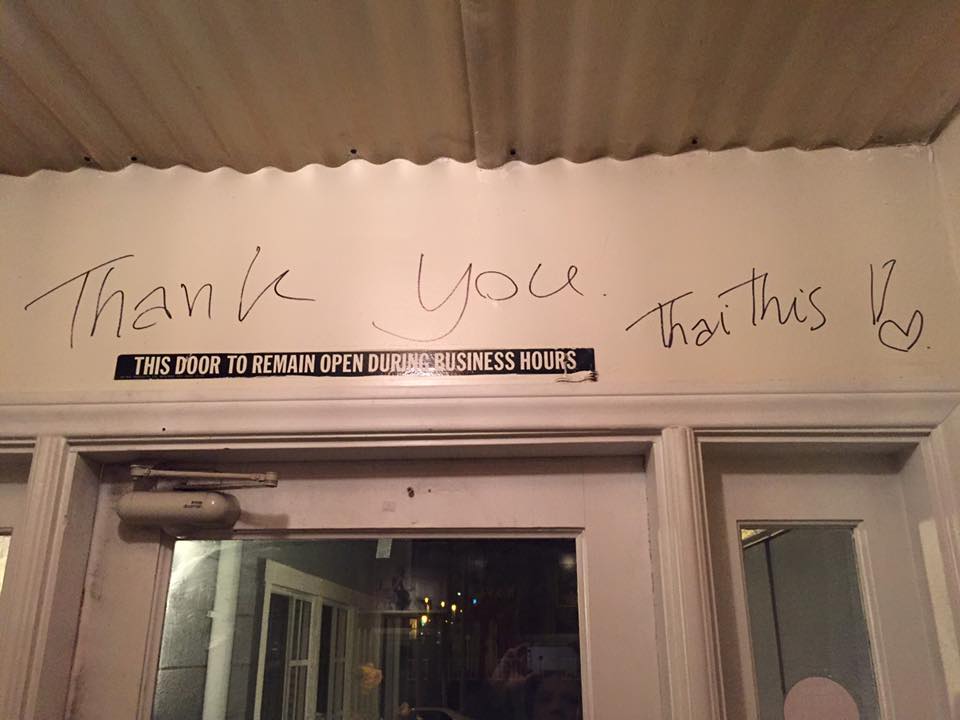 Thank you.
Thai This V
THIS DOOR TO REMAIN OPEN DURING BUSINESS HOURS